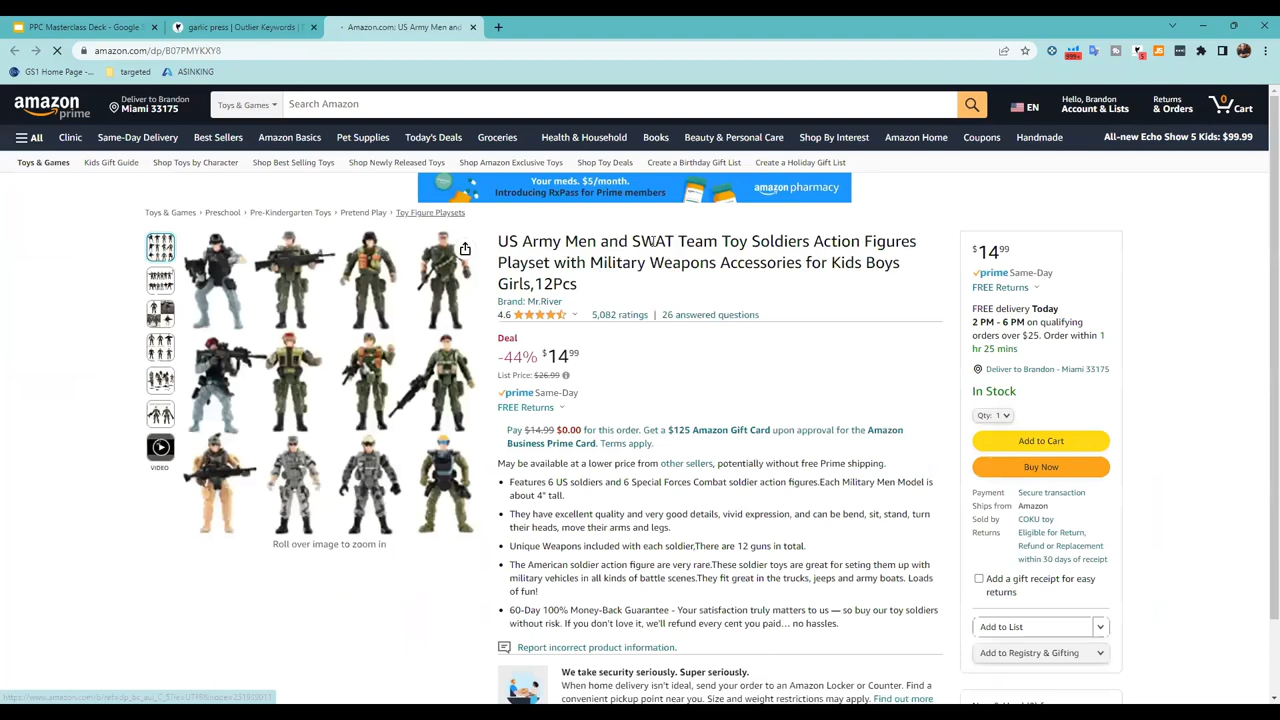 PPC Masterclass Deck - Google
garlic press | Outlier Keywords |
Amazon.com: US Army Men and
amazon.com/dp/B07PMYKXY8
999+
5
GS1 Home Page -...
targeted
ASINKING
amazon prime
Deliver to Brandon
Miami 33175
Toys & Games
Search Amazon
EN
Hello, Brandon
Account & Lists
Returns
& Orders
0
Cart
All
Clinic
Same-Day Delivery
Best Sellers
Amazon Basics
Pet Supplies
Today's Deals
Groceries
Health & Household
Books
Beauty & Personal Care
Shop By Interest
Amazon Home
Coupons
Handmade
All-new Echo Show 5 Kids: $99.99
Toys & Games
Kids Gift Guide
Shop Toys by Character
Shop Best Selling Toys
Shop Newly Released Toys
Shop Amazon Exclusive Toys
Shop Toy Deals
Create a Birthday Gift List
Create a Holiday Gift List
Your meds. $5/month.
Introducing RxPass for Prime members
amazon pharmacy
Toys & Games › Preschool › Pre-Kindergarten Toys › Pretend Play › Toy Figure Playsets
US Army Men and SWAT Team Toy Soldiers Action Figures
Playset with Military Weapons Accessories for Kids Boys
Girls,12Pcs
Brand: Mr.River
4.6
5,082 ratings | 26 answered questions
Deal
-44% $14 99
List Price: $26.99
prime Same-Day
FREE Returns
Pay $14.99 $0.00 for this order. Get a $125 Amazon Gift Card upon approval for the Amazon
Business Prime Card. Terms apply.
May be available at a lower price from other sellers, potentially without free Prime shipping.
• Features 6 US soldiers and 6 Special Forces Combat soldier action figures.Each Military Men Model is
about 4" tall.
• They have excellent quality and very good details, vivid expression, and can be bend, sit, stand, turn
their heads, move their arms and legs.
• Unique Weapons included with each soldier,There are 12 guns in total.
• The American soldier action figure are very rare.These soldier toys are great for seting them up with
military vehicles in all kinds of battle scenes.They fit great in the trucks, jeeps and army boats. Loads
of fun!
• 60-Day 100% Money-Back Guarantee - Your satisfaction truly matters to us — so buy our toy soldiers
without risk. If you don't love it, we'll refund every cent you paid... no hassles.
Report incorrect product information.
We take security seriously. Super seriously.
When home delivery isn't ideal, send your order to an Amazon Locker or Counter. Find a
convenient pickup point near you. Size and weight restrictions may apply. Find out more
VIDEO
Roll over image to zoom in
$14 99
prime Same-Day
FREE Returns
FREE delivery Today
2 PM - 6 PM on qualifying
orders over $25. Order within 1
hr 25 mins
Deliver to Brandon - Miami 33175
In Stock
Qty: 1
Add to Cart
Buy Now
Payment Secure transaction
Ships from Amazon
Sold by COKU toy
Returns Eligible for Return,
Refund or Replacement
within 30 days of receipt
Add a gift receipt for easy
returns
Add to List
Add to Registry & Gifting